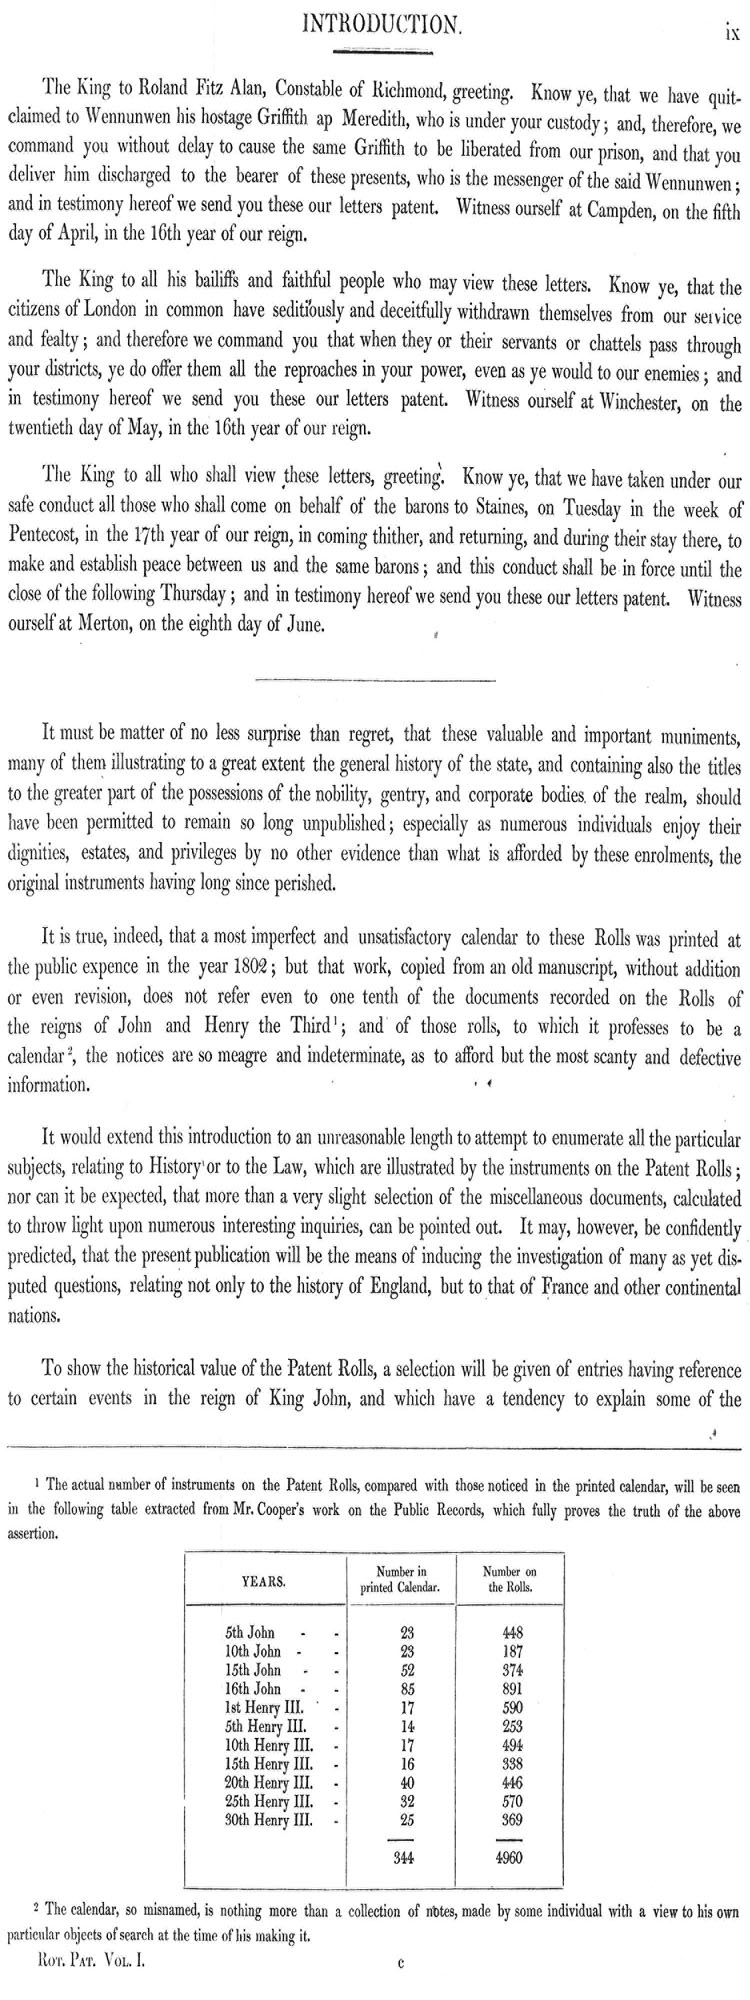 INTRODUCTION. ix
The King to Roland Fitz Alan, Constable of Richmond, greeting. Know ye, that we have quit-
claimed to Wennunwen his hostage Griffith ap Meredith, who is under your custody; and, therefore, we
command you without delay to cause the same Griffith to be liberated from our prison, and that you
deliver him discharged to the bearer of these presents, who is the messenger of the said Wennunwen;
and in testimony hereof we send you these our letters patent. Witness ourself at Campden, on the fifth
day of April, in the 16th year of our reign.
The King to all his bailiffs and faithful people who may view these letters. Know ye, that the
citizens of London in common have seditiously and deceitfully withdrawn themselves from our service
and fealty; and therefore we command you that when they or their servants or chattels pass through
your districts, ye do offer them all the reproaches in your power, even as ye would to our enemies; and
in testimony hereof we send you these our letters patent. Witness ourself at Winchester, on the
twentieth day of May, in the 16th year of our reign.
The King to all who shall view these letters, greeting. Know ye, that we have taken under our
safe conduct all those who shall come on behalf of the barons to Staines, on Tuesday in the week of
Pentecost, in the 17th year of our reign, in coming thither, and returning, and during their stay there, to
make and establish peace between us and the same barons; and this conduct shall be in force until the
close of the following Thursday; and in testimony hereof we send you these our letters patent. Witness
ourself at Merton, on the eighth day of June.
It must be matter of no less surprise than regret, that these valuable and important muniments,
many of them illustrating to a great extent the general history of the state, and containing also the titles
to the greater part of the possessions of the nobility, gentry, and corporate bodies of the realm, should
have been permitted to remain so long unpublished; especially as numerous individuals enjoy their
dignities, estates, and privileges by no other evidence than what is afforded by these enrolments, the
original instruments having long since perished.
It is true, indeed, that a most imperfect and unsatisfactory calendar to these Rolls was printed at
the public expence in the year 1802; but that work, copied from an old manuscript, without addition
or even revision, does not refer even to one tenth of the documents recorded on the Rolls of
the reigns of John and Henry the Third¹; and of those rolls, to which it professes to be a
calendar², the notices are so meagre and indeterminate, as to afford but the most scanty and defective
information.
It would extend this introduction to an unreasonable length to attempt to enumerate all the particular
subjects, relating to History or to the Law, which are illustrated by the instruments on the Patent Rolls;
nor can it be expected, that more than a very slight selection of the miscellaneous documents, calculated
to throw light upon numerous interesting inquiries, can be pointed out. It may, however, be confidently
predicted, that the present publication will be the means of inducing the investigation of many as yet dis-
puted questions, relating not only to the history of England, but to that of France and other continental
nations.
To show the historical value of the Patent Rolls, a selection will be given of entries having reference
to certain events in the reign of King John, and which have a tendency to explain some of the
1 The actual number of instruments on the Patent Rolls, compared with those noticed in the printed calendar, will be seen
in the following table extracted from Mr. Cooper's work on the Public Records, which fully proves the truth of the above
assertion.
YEARS. Number in printed Calendar. Number on the Rolls.
5th John - - 23 448
10th John - - 23 187
15th John - - 52 374
16th John - - 85 891
1st Henry III. - 17 590
5th Henry III. - 14 253
10th Henry III. - 17 494
15th Henry III. - 16 338
20th Henry III. - 40 446
25th Henry III. - 32 570
30th Henry III. - 25 369
344 4960
2 The calendar, so misnamed, is nothing more than a collection of notes, made by some individual with a view to his own
particular objects of search at the time of his making it.
ROT. PAT. VOL. I. c